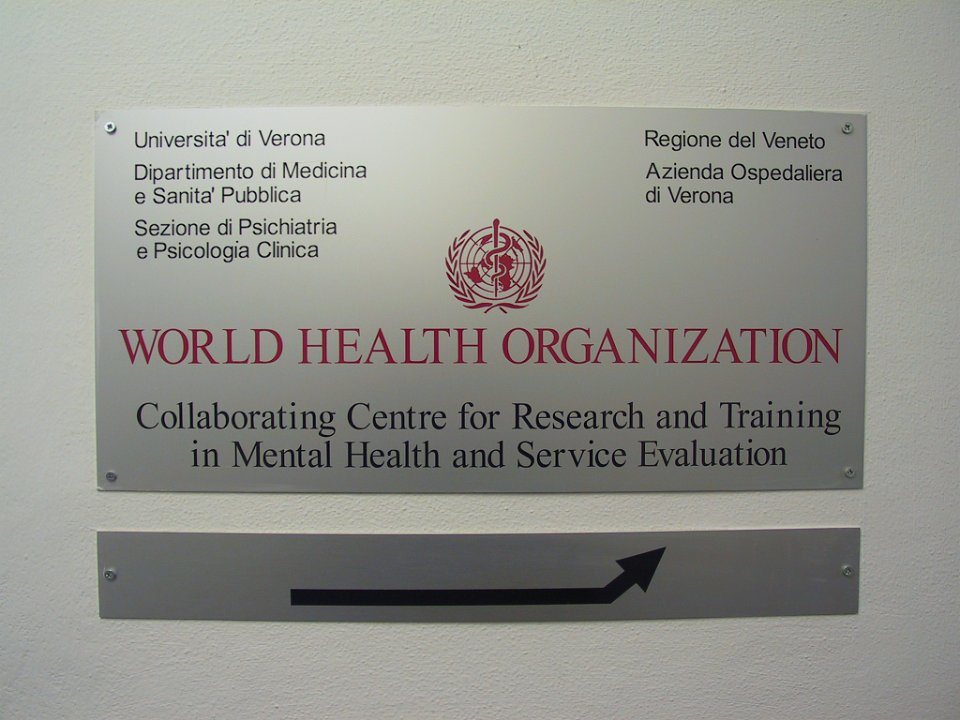 Universita' di Verona
Dipartimento di Medicina
e Sanita' Pubblica
Sezione di Psichiatria
e Psicologia Clinica
Regione del Veneto
Azienda Ospedaliera
di Verona
WORLD HEALTH ORGANIZATION
Collaborating Centre for Research and Training
in Mental Health and Service Evaluation